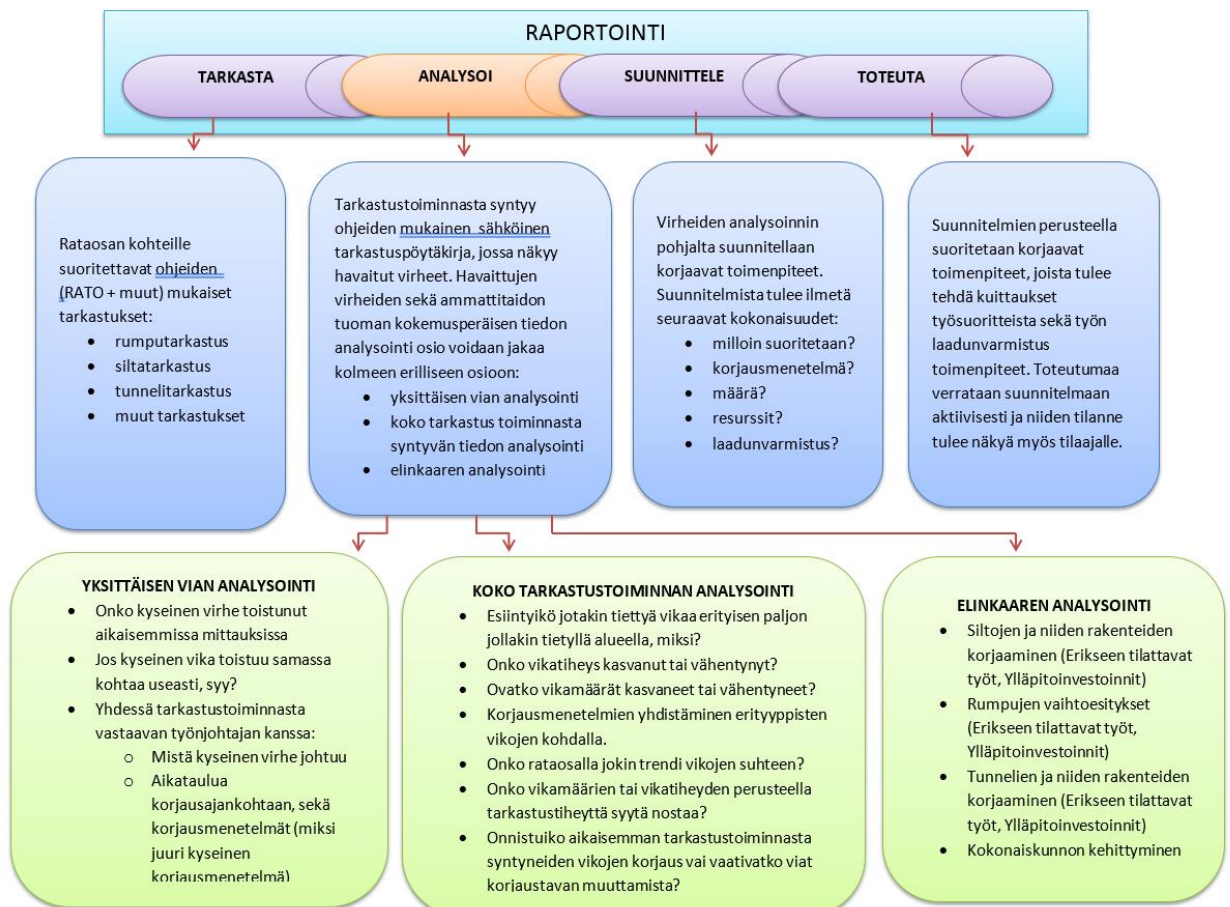 RAPORTOINTI
TARKASTA
ANALYSOI
SUUNNITTELE
TOTEUTA
Rataosan kohteille
suoritettavat ohjeiden
(RATO + muut) mukaiset
tarkastukset:
• rumputarkastus
• siltatarkastus
• tunnelitarkastus
• muut tarkastukset
Tarkastustoiminnasta syntyy
ohjeiden mukainen sähköinen
tarkastuspöytäkirja, jossa näkyy
havaitut virheet. Havaittujen
virheiden sekä ammattitaidon
tuoman kokemusperäisen tiedon
analysointi osio voidaan jakaa
kolmeen erilliseen osioon:
• yksittäisen vian analysointi
• koko tarkastus toiminnasta
syntyvän tiedon analysointi
• elinkaaren analysointi
Virheiden analysoinnin
pohjalta suunnitellaan
korjaavat toimenpiteet.
Suunnitelmista tulee ilmetä
seuraavat kokonaisuudet:
• milloin suoritetaan?
• korjausmenetelmä?
• määrä?
• resurssit?
• laadunvarmistus?
Suunnitelmien perusteella
suoritetaan korjaavat
toimenpiteet, joista tulee
tehdä kuittaukset
työsuoritteista sekä työn
laadunvarmistus
toimenpiteet. Toteutumaa
verrataan suunnitelmaan
aktiivisesti ja niiden tilanne
tulee näkyä myös tilaajalle.
YKSITTÄISEN VIAN ANALYSOINTI
• Onko kyseinen virhe toistunut
aikaisemmissa mittauksissa
• Jos kyseinen vika toistuu samassa
kohtaa useasti, syy?
• Yhdessä tarkastustoiminnasta
vastaavan työnjohtajan kanssa:
o Mistä kyseinen virhe johtuu
o Aikataulua
korjausajankohtaan, sekä
korjausmenetelmät (miksi
juuri kyseinen
korjausmenetelmä)
KOKO TARKASTUSTOIMINNAN ANALYSOINTI
• Esiintyikö jotakin tiettyä vikaa erityisen paljon
jollakin tietyllä alueella, miksi?
• Onko vikatiheys kasvanut tai vähentynyt?
• Ovatko vikamäärät kasvaneet tai vähentyneet?
• Korjausmenetelmien yhdistäminen erityyppisten
vikojen kohdalla.
• Onko rataosalla jokin trendi vikojen suhteen?
• Onko vikamäärien tai vikatiheyden perusteella
tarkastustiheyttä syytä nostaa?
• Onnistuiko aikaisemman tarkastustoiminnasta
syntyneiden vikojen korjaus vai vaativatko viat
korjaustavan muuttamista?
ELINKAAREN ANALYSOINTI
• Siltojen ja niiden rakenteiden
korjaaminen (Erikseen tilattavat
työt, Ylläpitoinvestoinnit)
• Rumpujen vaihtoesitykset
(Erikseen tilattavat työt,
Ylläpitoinvestoinnit)
• Tunnelien ja niiden rakenteiden
korjaaminen (Erikseen tilattavat
työt, Ylläpitoinvestoinnit)
• Kokonaiskunnon kehittyminen